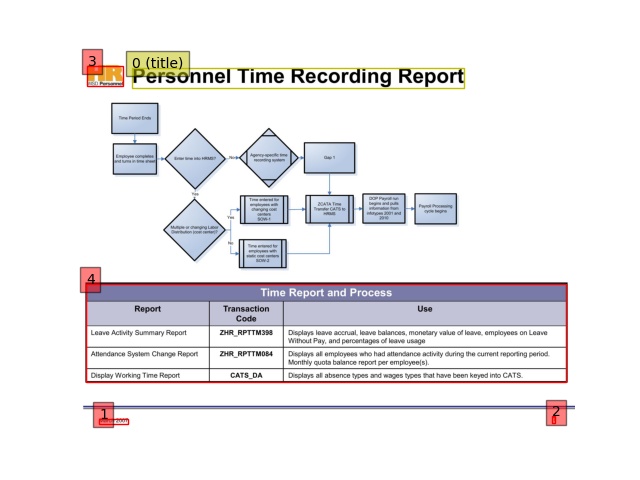 3
0 (title)
Personnel Time Recording Report
Personnel
Time Period Ends
Employee completes
and turns in time sheet
Enter time into HRMS?
No
Agency-specific time
recording system
Gap 1
Yes
Multiple or changing Labor
Distribution (cost center)?
Yes
Time entered for
employees with
changing cost
centers
SOW-1
ZCATA Time
Transfer CATS to
HRMS
DOP Payroll run
begins and pulls
information from
infotypes 2001 and
2010
Payroll Processing
cycle begins
No
Time entered for
employees with
static cost centers
SOW-2
4
Time Report and Process
Report
Transaction
Code
Use
Leave Activity Summary Report
ZHR_RPTTM398
Displays leave accrual, leave balances, monetary value of leave, employees on Leave
Without Pay, and percentages of leave usage
Attendance System Change Report
ZHR_RPTTM084
Displays all employees who had attendance activity during the current reporting period.
Monthly quota balance report per employee(s).
Display Working Time Report
CATS_DA
Displays all absence types and wages types that have been keyed into CATS.
1
2